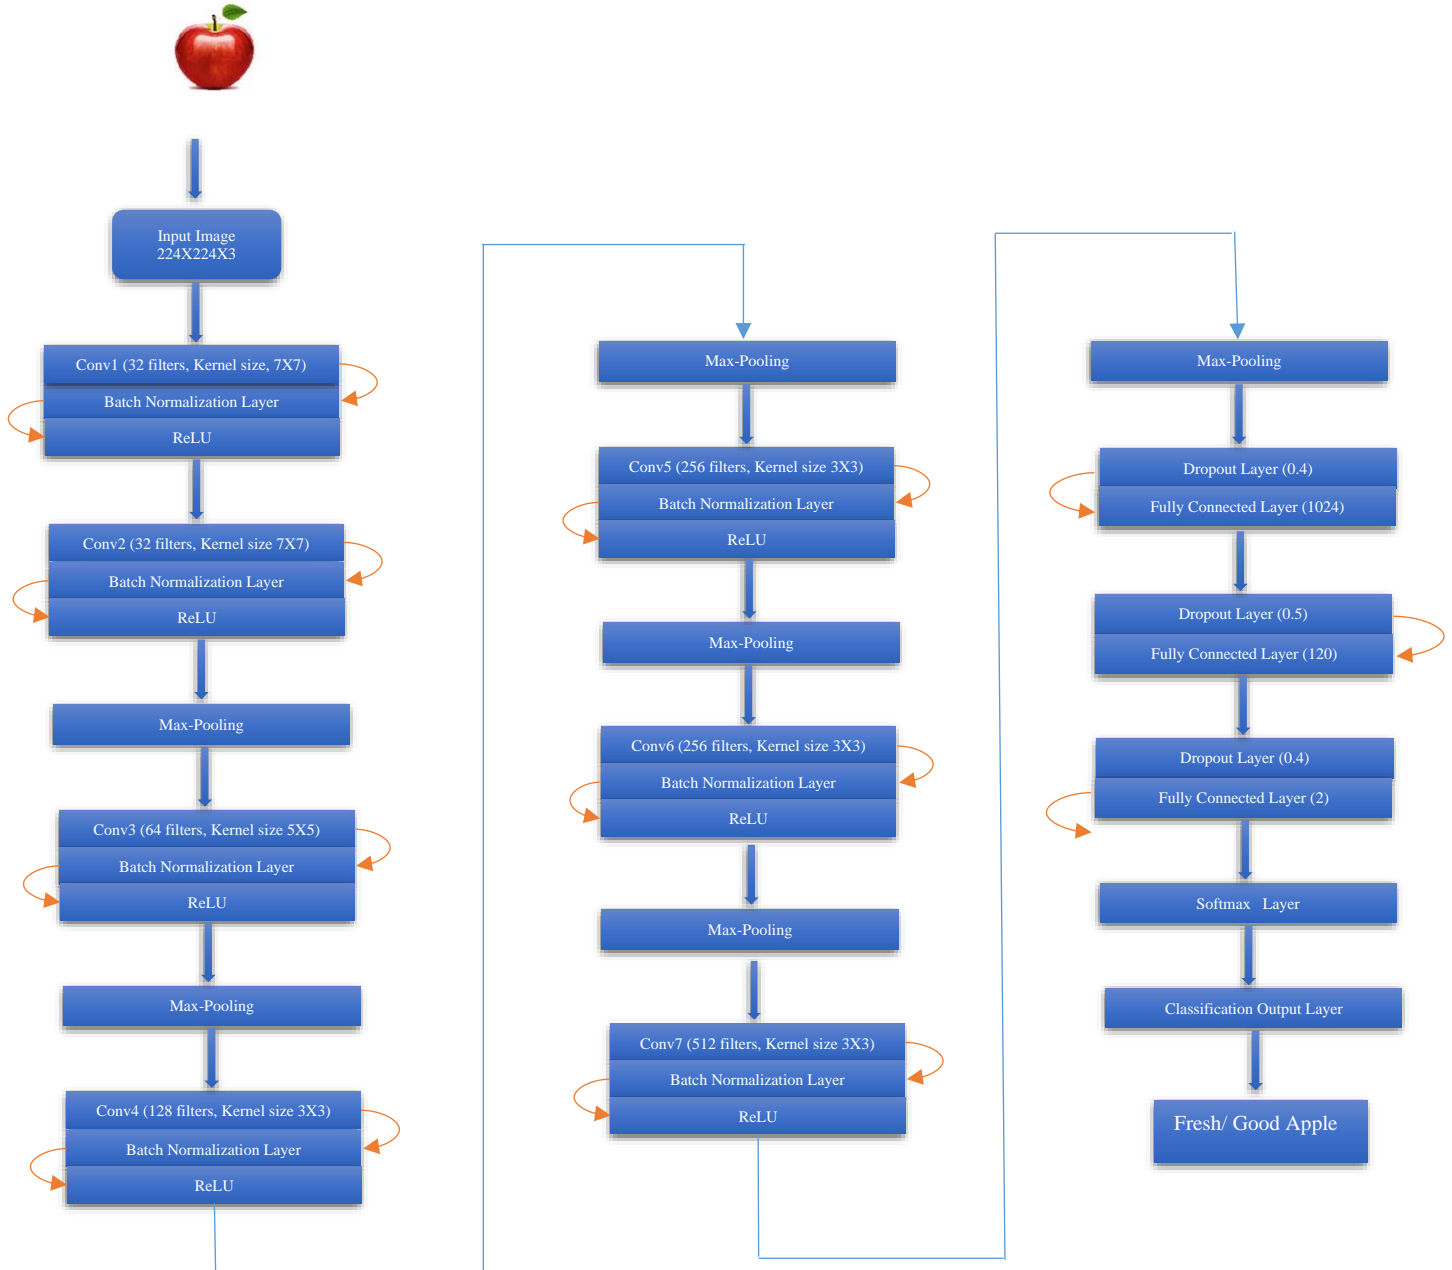 Input Image
224X224X3
Conv1 (32 filters, Kernel size, 7X7)
Batch Normalization Layer
ReLU
Conv2 (32 filters, Kernel size 7X7)
Batch Normalization Layer
ReLU
Max-Pooling
Conv3 (64 filters, Kernel size 5X5)
Batch Normalization Layer
ReLU
Max-Pooling
Conv4 (128 filters, Kernel size 3X3)
Batch Normalization Layer
ReLU
Max-Pooling
Conv5 (256 filters, Kernel size 3X3)
Batch Normalization Layer
ReLU
Max-Pooling
Conv6 (256 filters, Kernel size 3X3)
Batch Normalization Layer
ReLU
Max-Pooling
Conv7 (512 filters, Kernel size 3X3)
Batch Normalization Layer
ReLU
Max-Pooling
Dropout Layer (0.4)
Fully Connected Layer (1024)
Dropout Layer (0.5)
Fully Connected Layer (120)
Dropout Layer (0.4)
Fully Connected Layer (2)
Softmax Layer
Classification Output Layer
Fresh/ Good Apple